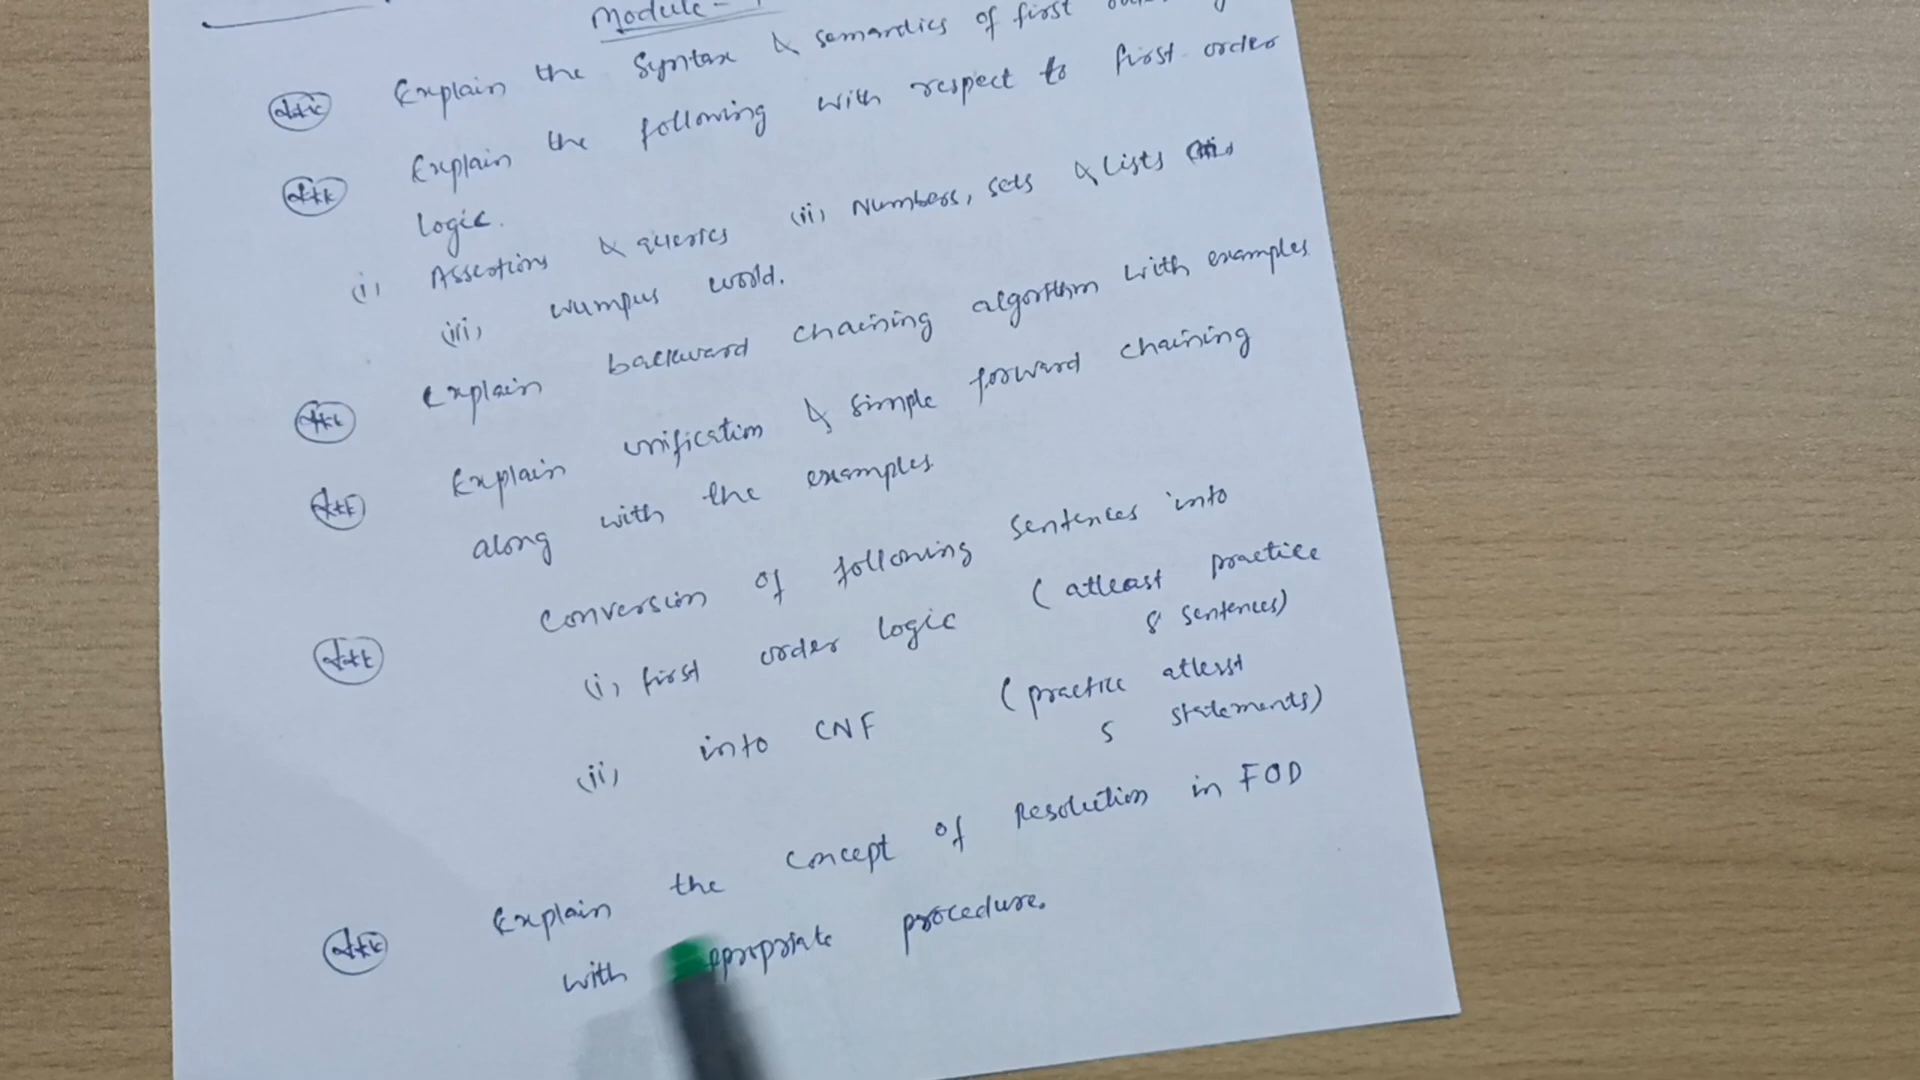 Module -
Explain the Syntax & semantics of first
Explain the following with respect to first order
logic.
(i) Assertions & queries (ii) Numbers, sets & Lists
(iii) wumpus world.
Explain backward chaining algorithm with examples
Explain unification & simple forward chaining
along with the examples.
Conversion of following sentences into
(i) first order logic (atleast practice
8 sentences)
(ii) into CNF (practice atleast
5 statements)
Explain the concept of Resolution in FOD
with appropriate procedure.